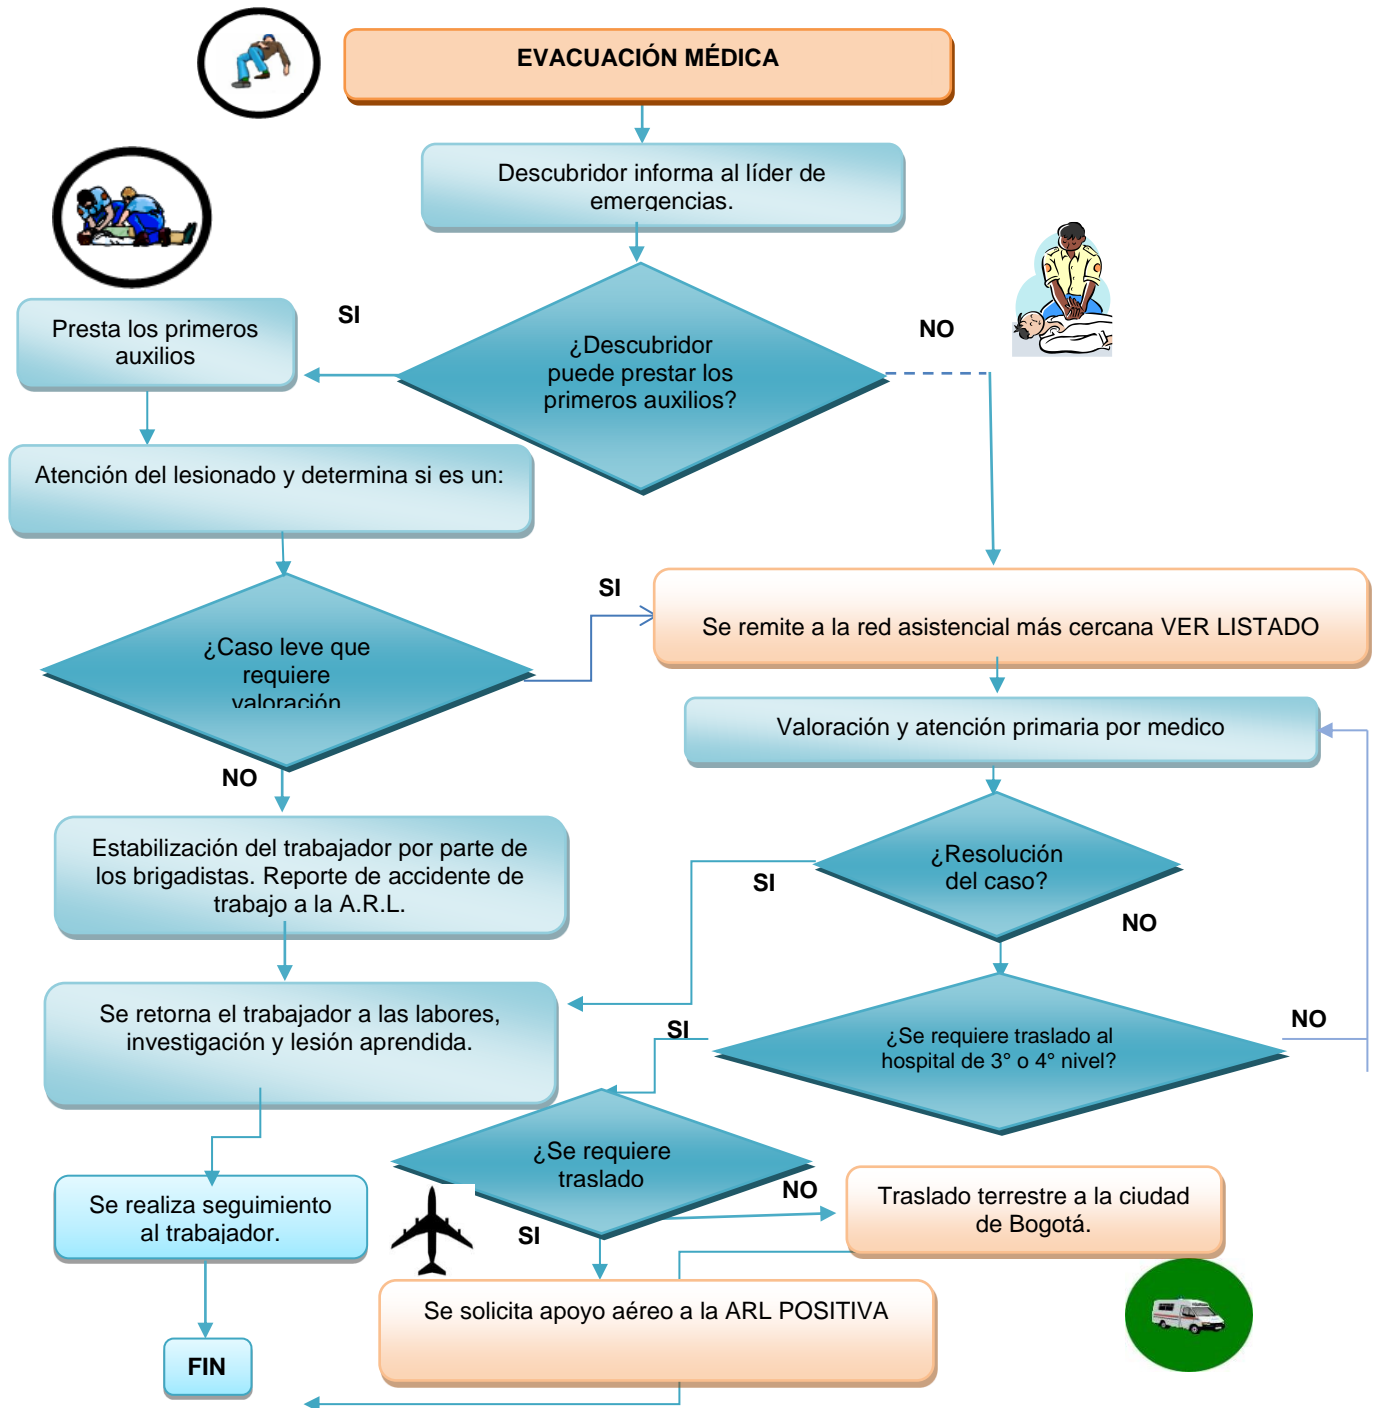 EVACUACIÓN MÉDICA
Descubridor informa al líder de
emergencias.
SI
NO
Presta los primeros
auxilios
¿Descubridor
puede prestar los
primeros auxilios?
Atención del lesionado y determina si es un:
SI
¿Caso leve que
requiere
valoración
Se remite a la red asistencial más cercana VER LISTADO
Valoración y atención primaria por medico
NO
Estabilización del trabajador por parte de
los brigadistas. Reporte de accidente de
trabajo a la A.R.L.
¿Resolución
del caso?
SI
NO
Se retorna el trabajador a las labores,
investigación y lesión aprendida.
SI
¿Se requiere traslado al
hospital de 3° o 4° nivel?
NO
¿Se requiere
traslado
NO
SI
Traslado terrestre a la ciudad
de Bogotá.
Se realiza seguimiento
al trabajador.
Se solicita apoyo aéreo a la ARL POSITIVA
FIN